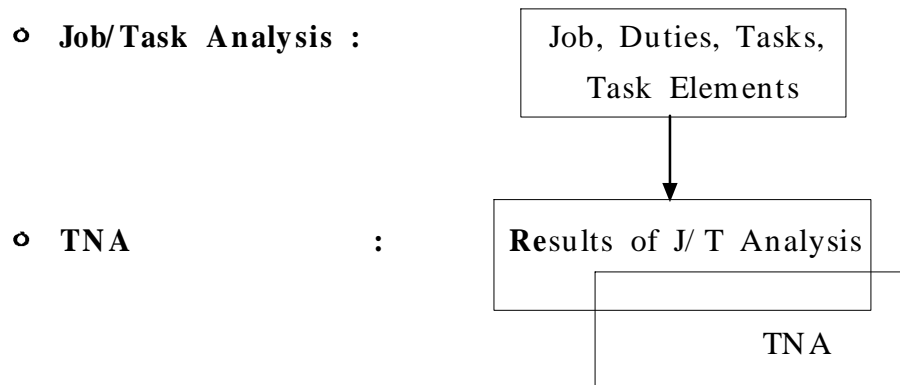 o Job/Task Analysis :
Job, Duties, Tasks,
Task Elements
o TNA :
Results of J/T Analysis
TNA